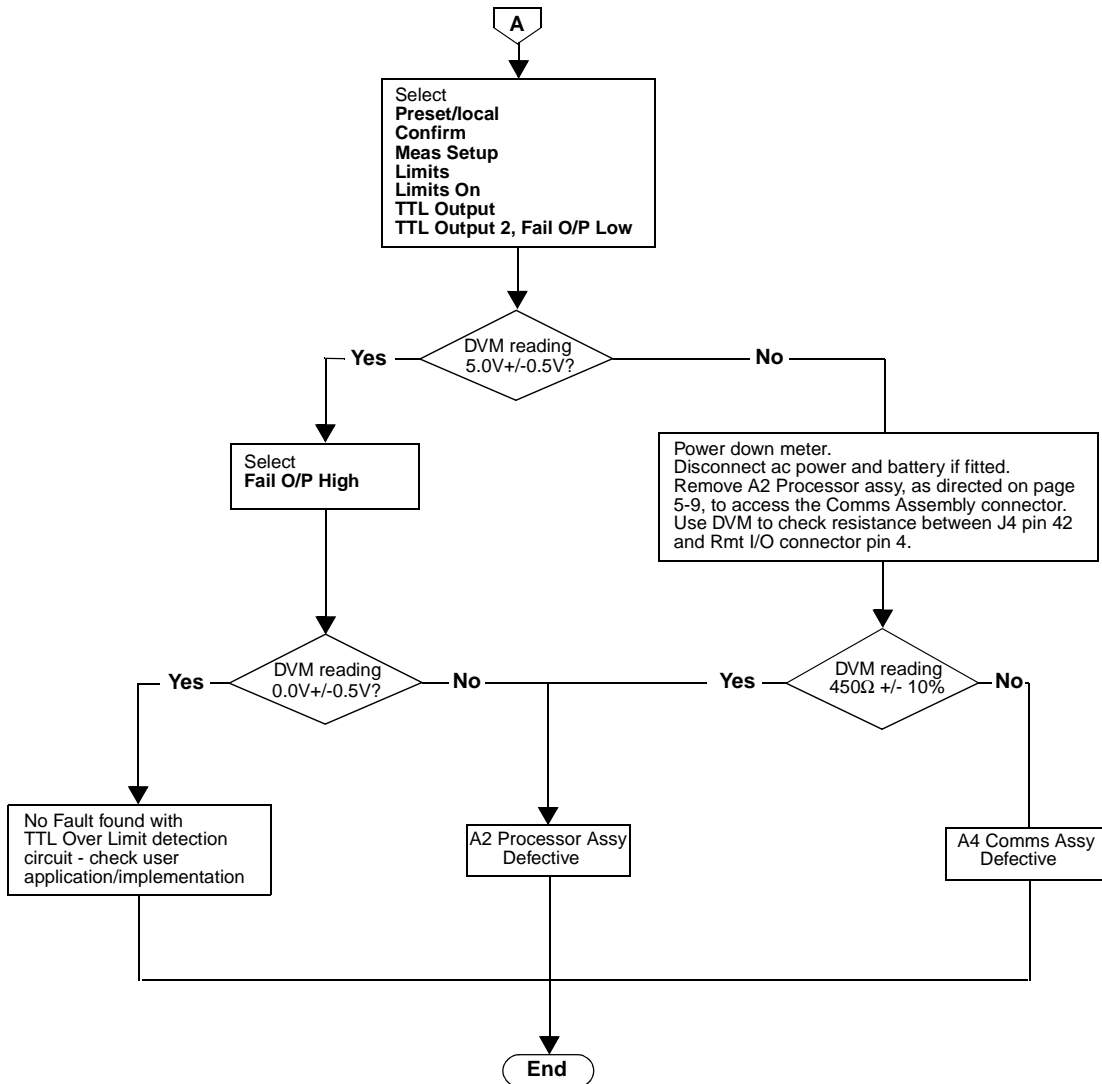 A
Select
Preset/local
Confirm
Meas Setup
Limits
Limits On
TTL Output
TTL Output 2, Fail O/P Low
DVM reading
5.0V+/-0.5V?
Yes
No
Select
Fail O/P High
Power down meter.
Disconnect ac power and battery if fitted.
Remove A2 Processor assy, as directed on page
5-9, to access the Comms Assembly connector.
Use DVM to check resistance between J4 pin 42
and Rmt I/O connector pin 4.
DVM reading
0.0V+/-0.5V?
Yes
No
DVM reading
450Ω +/- 10%
Yes
No
No Fault found with
TTL Over Limit detection
circuit - check user
application/implementation
A2 Processor Assy
Defective
A4 Comms Assy
Defective
End